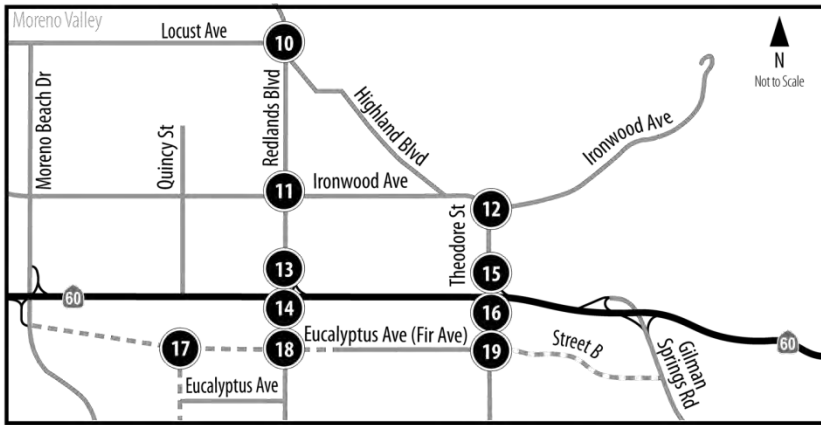 Moreno Valley
Locust Ave
10
N
Not to Scale
Moreno Beach Dr
Quincy St
Redlands Blvd
Highland Blvd
Ironwood Ave
11
Ironwood Ave
12
Theodore St
13
15
60
14
16
60
17
18
Eucalyptus Ave (Fir Ave)
19
Street B
Gilman
Springs Rd
Eucalyptus Ave